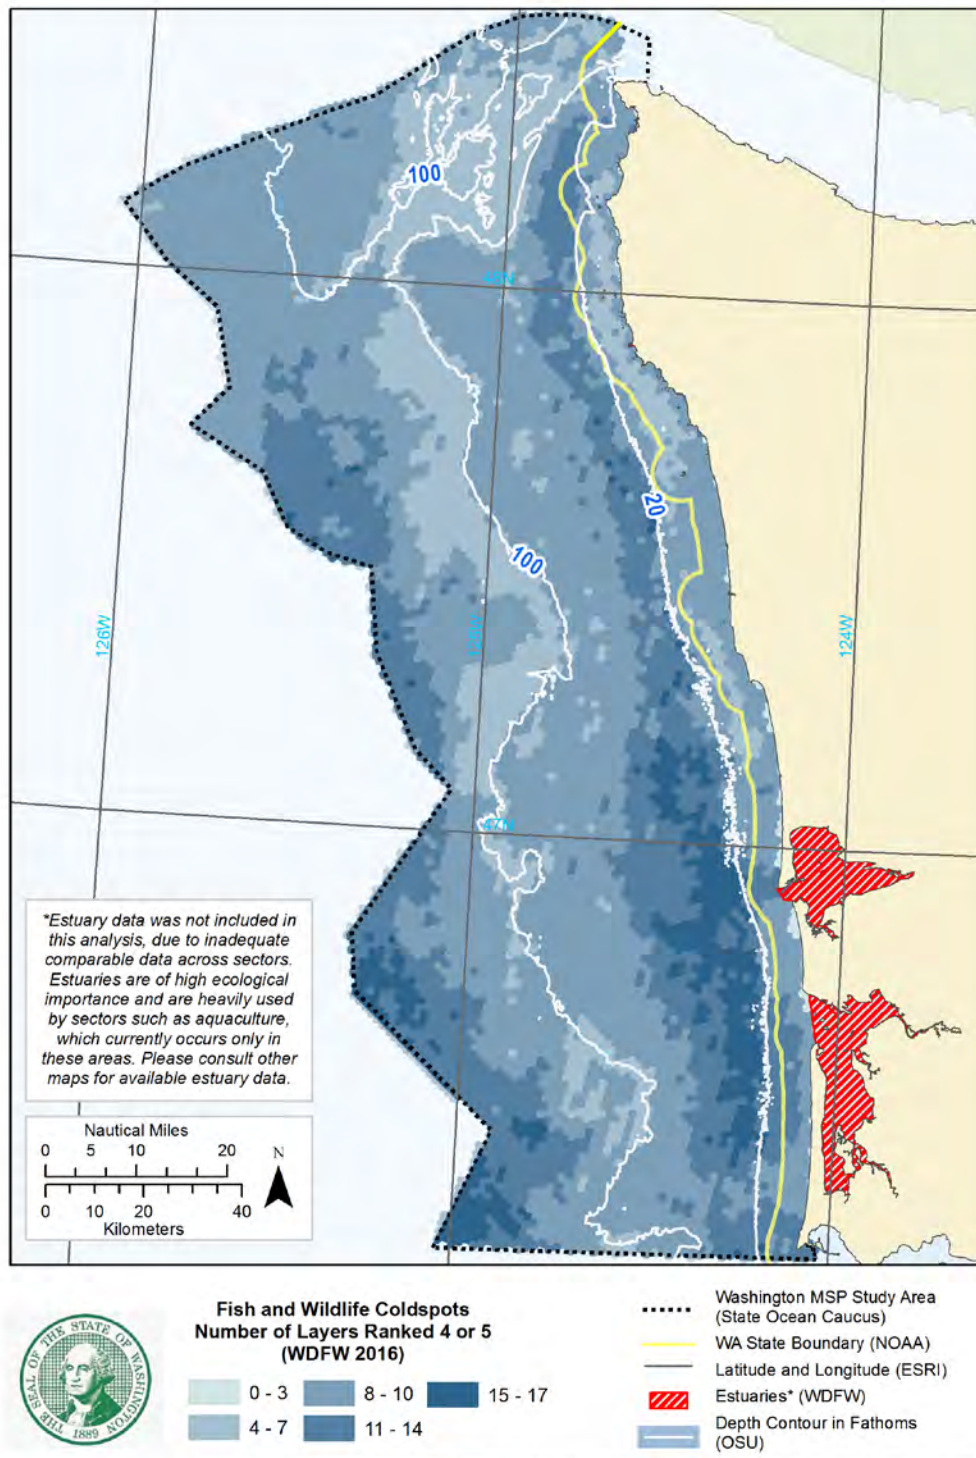 100
48N
20
100
126W
125W
124W
47N
*Estuary data was not included in
this analysis, due to inadequate
comparable data across sectors.
Estuaries are of high ecological
importance and are heavily used
by sectors such as aquaculture,
which currently occurs only in
these areas. Please consult other
maps for available estuary data.
Nautical Miles
0 5 10 20
N
0 10 20 40
Kilometers
THE SEAL OF THE STATE OF WASHINGTON
1889
Fish and Wildlife Coldspots
Number of Layers Ranked 4 or 5
(WDFW 2016)
0 - 3
8 - 10
15 - 17
4 - 7
11 - 14
Washington MSP Study Area
(State Ocean Caucus)
WA State Boundary (NOAA)
Latitude and Longitude (ESRI)
Estuaries* (WDFW)
Depth Contour in Fathoms
(OSU)